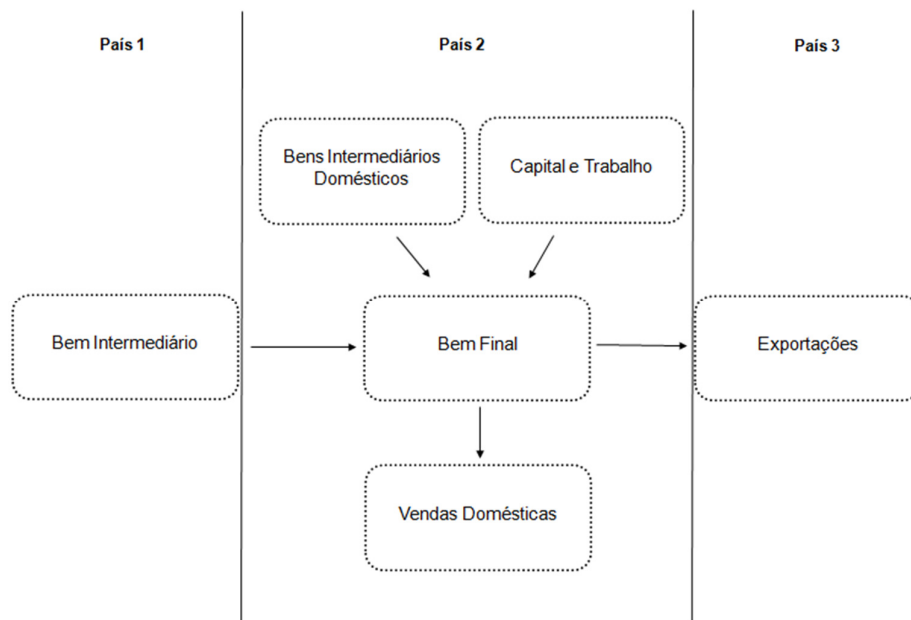 País 1
País 2
País 3
Bens Intermediários
Domésticos
Capital e Trabalho
Bem Intermediário
Bem Final
Exportações
Vendas Domésticas